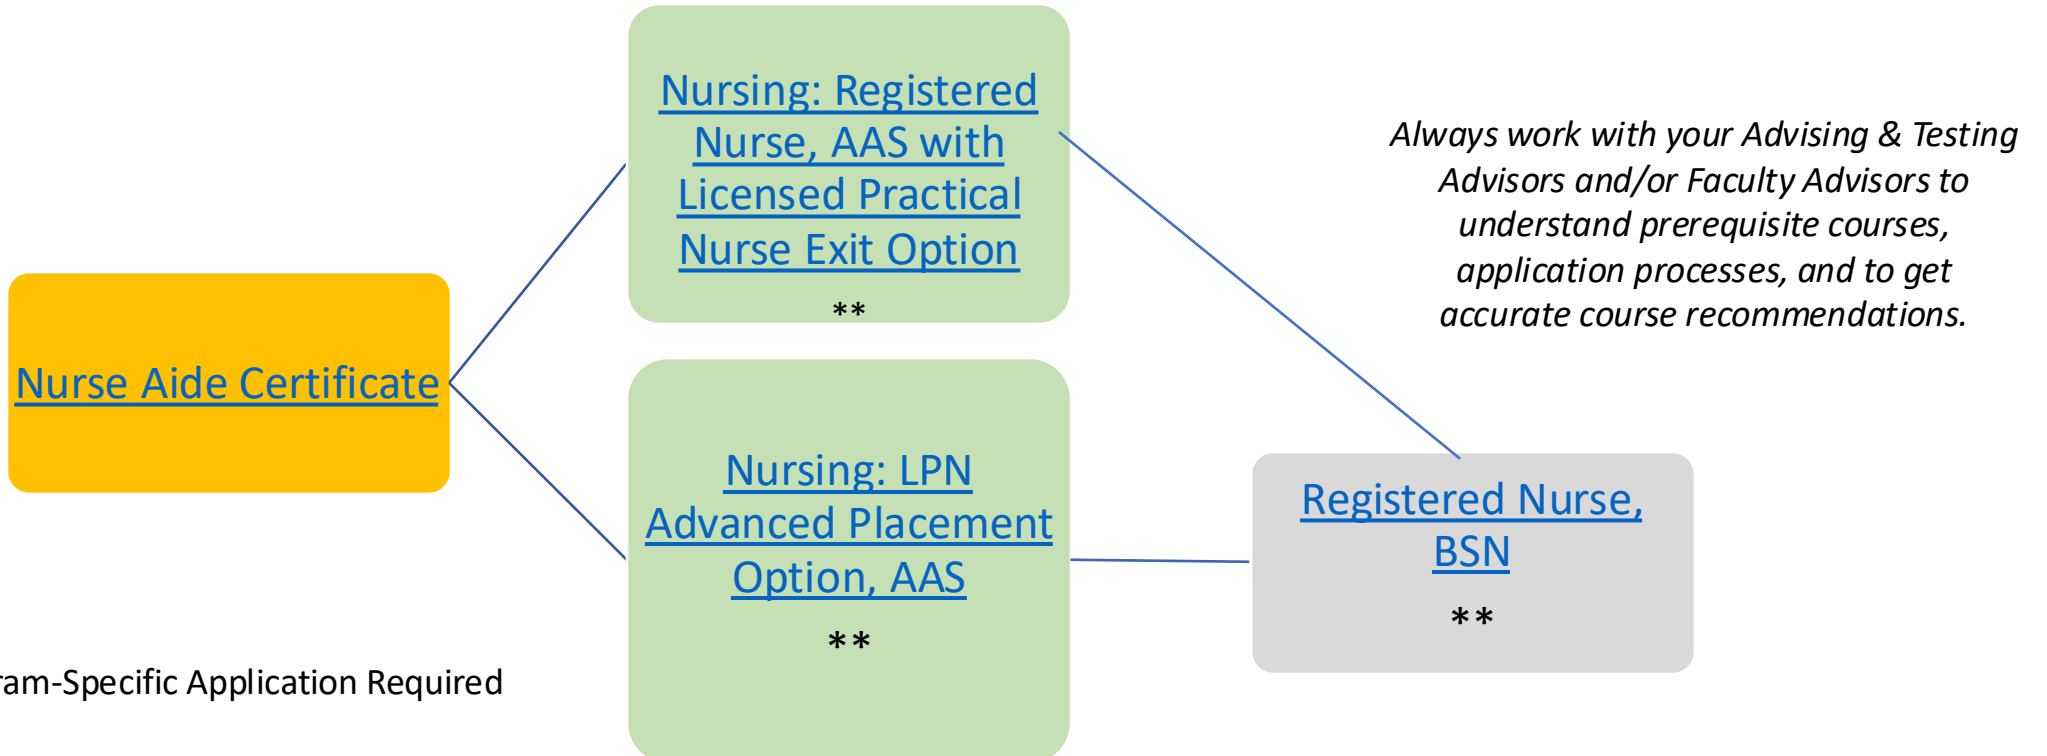 Nursing: Registered
Nurse, AAS with
Licensed Practical
Nurse Exit Option
**
Always work with your Advising & Testing
Advisors and/or Faculty Advisors to
understand prerequisite courses,
application processes, and to get
accurate course recommendations.
Nurse Aide Certificate
Nursing: LPN
Advanced Placement
Option, AAS
**
Registered Nurse,
BSN
**
ram-Specific Application Required